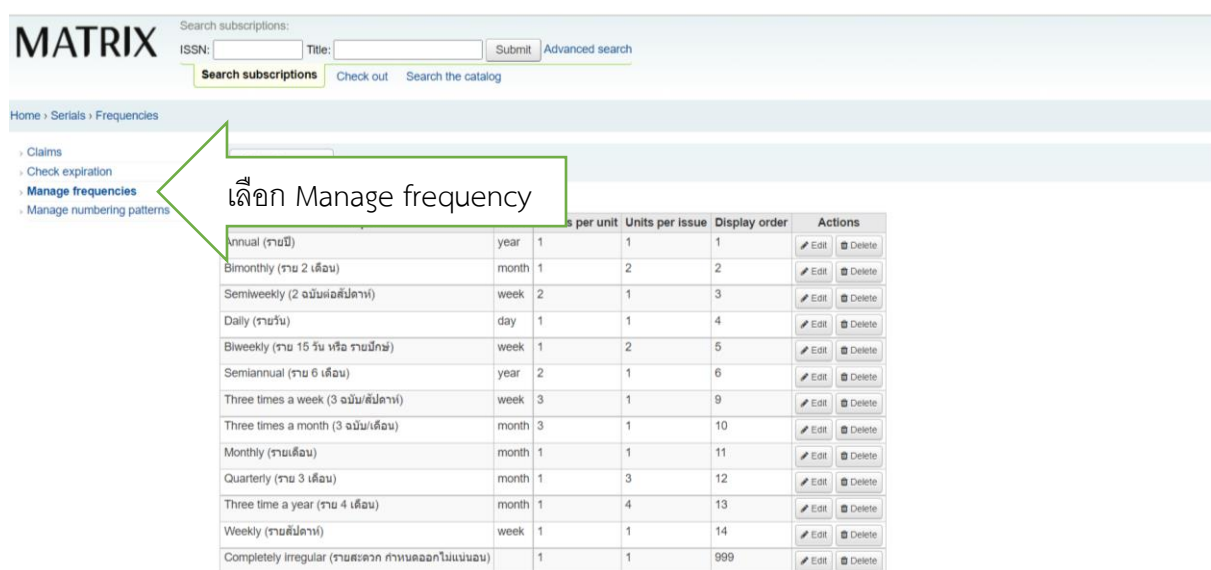 MATRIX
Search subscriptions:
ISSN: Title: Submit Advanced search
Search subscriptions Check out Search the catalog
Home › Serials › Frequencies
› Claims
› Check expiration
› Manage frequencies
› Manage numbering patterns
เลือก Manage frequency
per unit Units per issue Display order Actions
Annual (รายปี) year 1 1 1 Edit Delete
Bimonthly (ราย 2 เดือน) month 1 2 2 Edit Delete
Semiweekly (2 ฉบับต่อสัปดาห์) week 2 1 3 Edit Delete
Daily (รายวัน) day 1 1 4 Edit Delete
Biweekly (ราย 15 วัน หรือ รายปักษ์) week 1 2 5 Edit Delete
Semiannual (ราย 6 เดือน) year 2 1 6 Edit Delete
Three times a week (3 ฉบับ/สัปดาห์) week 3 1 9 Edit Delete
Three times a month (3 ฉบับ/เดือน) month 3 1 10 Edit Delete
Monthly (รายเดือน) month 1 1 11 Edit Delete
Quarterly (ราย 3 เดือน) month 1 3 12 Edit Delete
Three time a year (ราย 4 เดือน) month 1 4 13 Edit Delete
Weekly (รายสัปดาห์) week 1 1 14 Edit Delete
Completely irregular (รายสะดวก กำหนดออกไม่แน่นอน) 1 1 999 Edit Delete